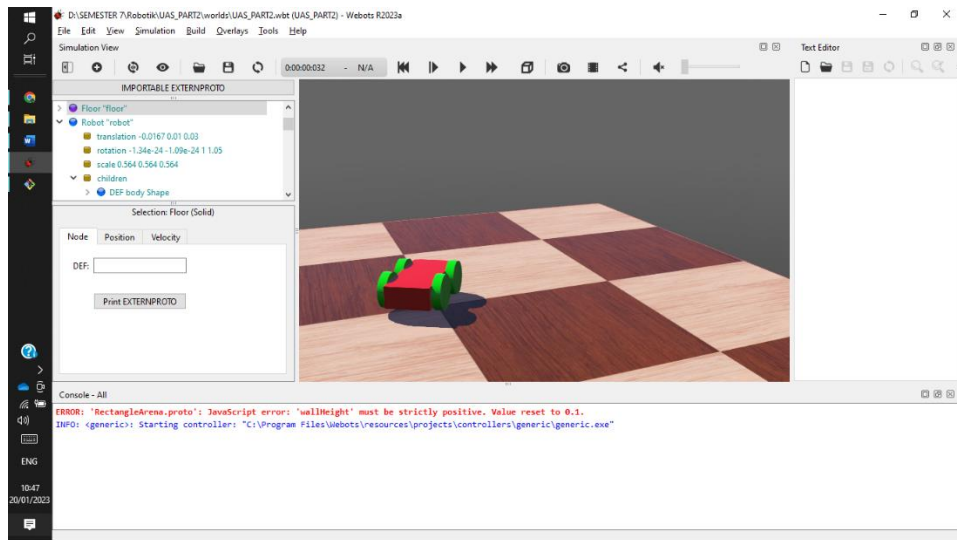 D:\SEMESTER 7\Robotik\UAS_PART2\worlds\UAS_PART2.wbt (UAS_PART2) - Webots R2023a
File Edit View Simulation Build Overlays Tools Help
Simulation View
Text Editor
0:00:00:032 - N/A
IMPORTABLE EXTERNPROTO
Floor "floor"
Robot "robot"
translation -0.0167 0.01 0.03
rotation -1.34e-24 -1.09e-24 1 1.05
scale 0.564 0.564 0.564
children
DEF body Shape
Selection: Floor (Solid)
Node Position Velocity
DEF:
Print EXTERNPROTO
Console - All
ERROR: 'RectangleArena.proto': JavaScript error: 'wallHeight' must be strictly positive. Value reset to 0.1.
INFO: <generic>: Starting controller: "C:\Program Files\Webots\resources\projects\controllers\generic\generic.exe"
ENG
10:47
20/01/2023